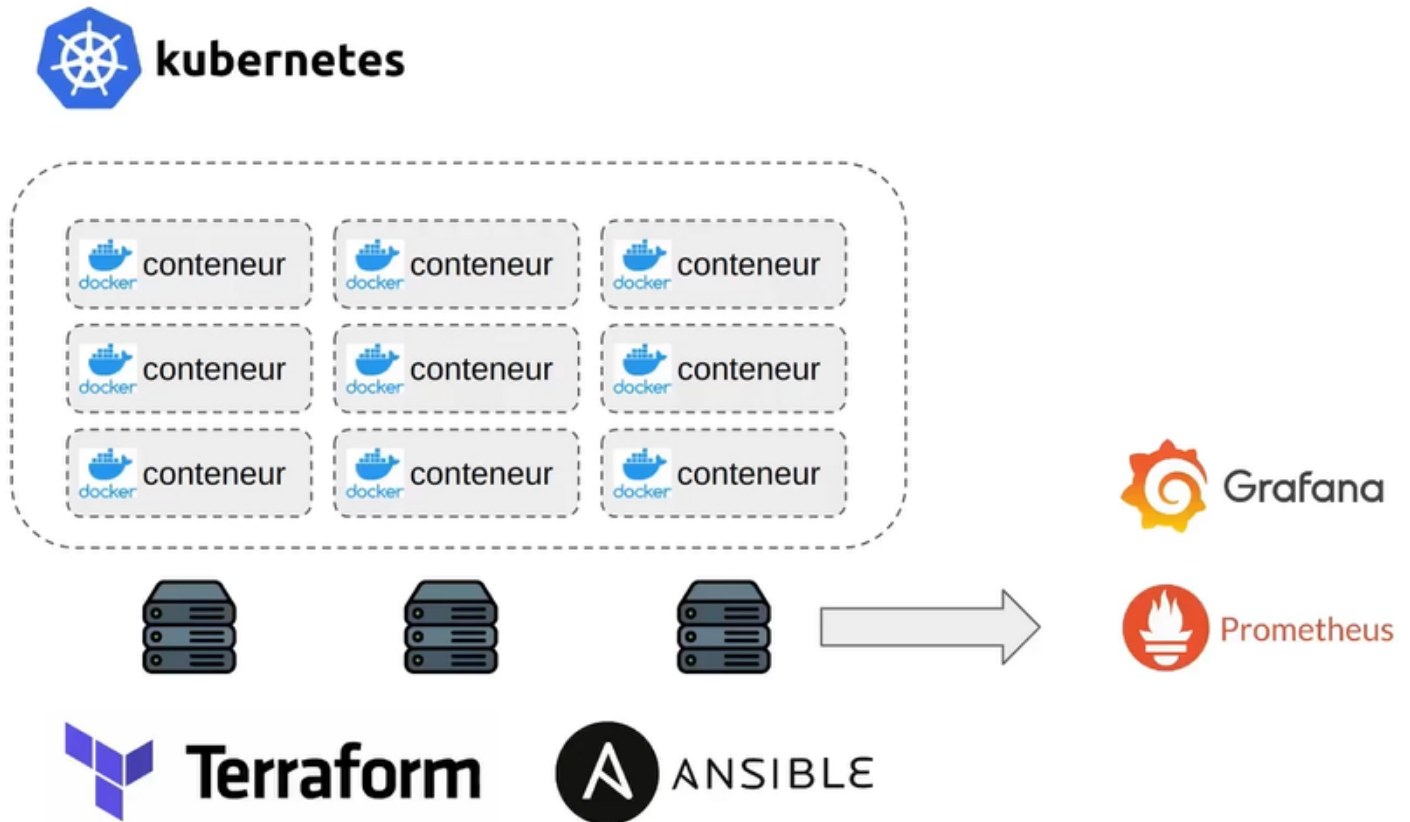 kubernetes
docker conteneur docker conteneur docker conteneur
docker conteneur docker conteneur docker conteneur
docker conteneur docker conteneur docker conteneur
Grafana
Prometheus
Terraform ANSIBLE